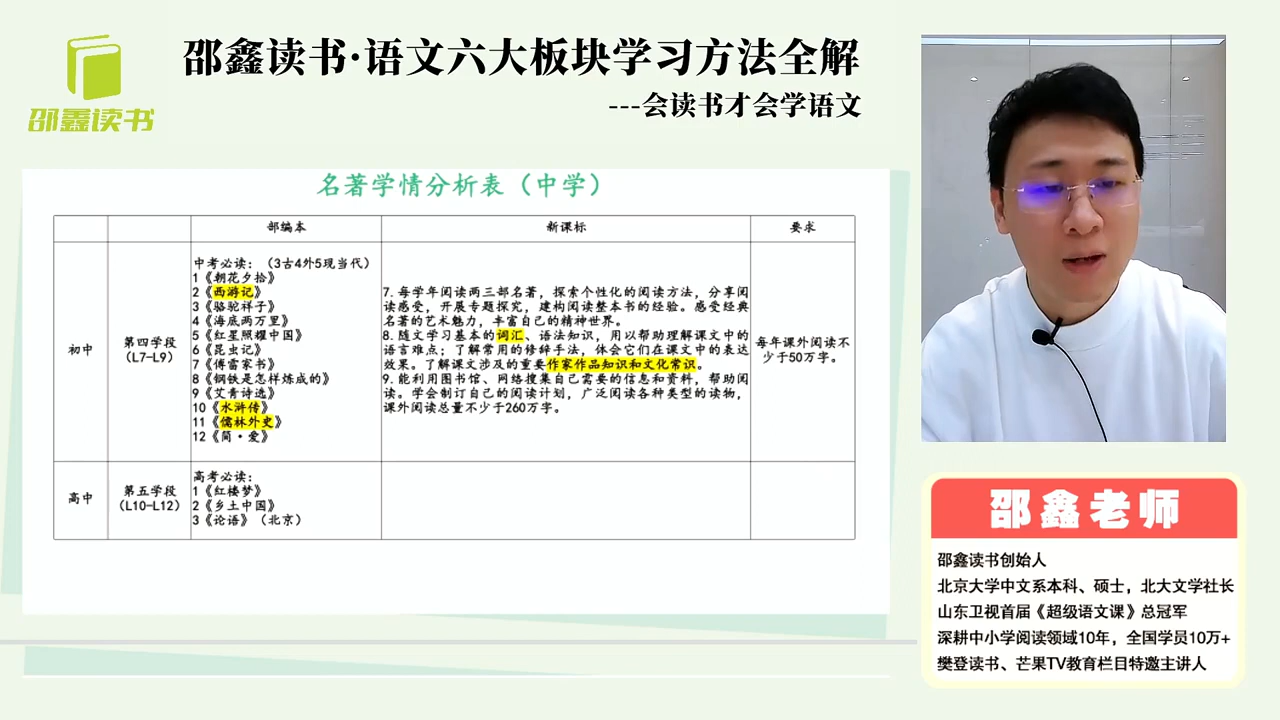 邵鑫读书·语文六大板块学习方法全解
---会读书才会学语文
邵鑫读书
名著学情分析表（中学）
部编本
新课标
要求
初中
第四学段
（L7-L9）
中考必读：（3古4外5现当代）
1《朝花夕拾》
2《西游记》
3《骆驼祥子》
4《海底两万里》
5《红星照耀中国》
6《昆虫记》
7《傅雷家书》
8《钢铁是怎样炼成的》
9《艾青诗选》
10《水浒传》
11《儒林外史》
12《简·爱》
7. 每学年阅读两三部名著，探索个性化的阅读方法，分享阅
读感受，开展专题探究，建构阅读整本书的经验。感受经典
名著的艺术魅力，丰富自己的精神世界。
8. 随文学习基本的词汇、语法知识，用以帮助理解课文中的
语言难点；了解常用的修辞手法，体会它们在课文中的表达
效果。了解课文涉及的重要作家作品知识和文化常识。
9. 能利用图书馆、网络搜集自己需要的信息和资料，帮助阅
读。学会制订自己的阅读计划，广泛阅读各种类型的读物，
课外阅读总量不少于260万字。
每年课外阅读不
少于50万字。
高中
第五学段
（L10-L12）
高考必读：
1《红楼梦》
2《乡土中国》
3《论语》（北京）
邵鑫老师
邵鑫读书创始人
北京大学中文系本科、硕士，北大文学社长
山东卫视首届《超级语文课》总冠军
深耕中小学阅读领域10年，全国学员10万+
樊登读书、芒果TV教育栏目特邀主讲人